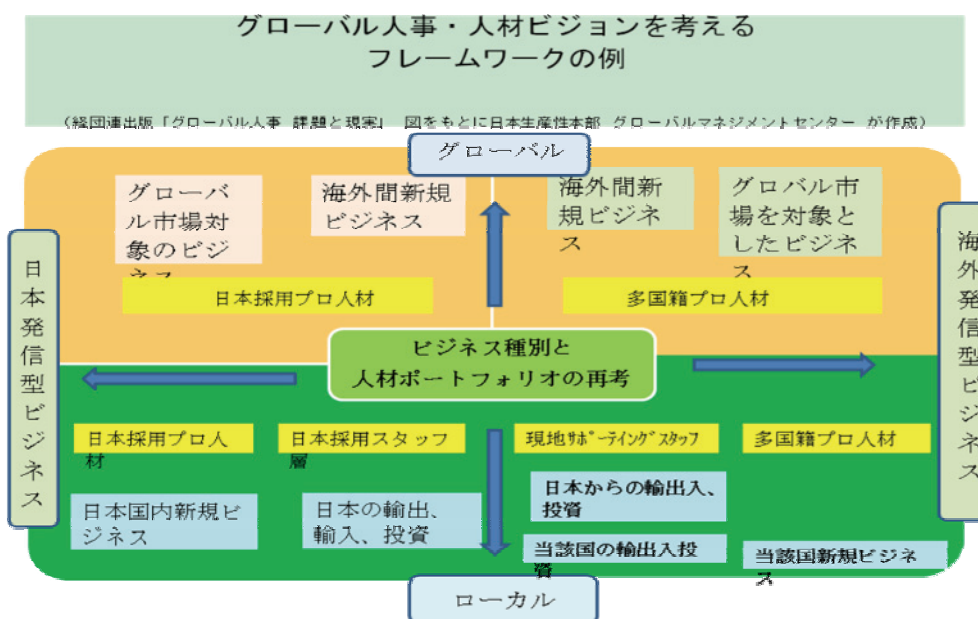 グローバル人事・人材ビジョンを考える
フレームワークの例
（経団連出版「グローバル人事 課題と現実」 図をもとに日本生産性本部 グローバルマネジメントセンター が作成）
グローバル
グローバ
ル市場対
象のビジ
ネス
海外間新規
ビジネス
海外間新
規ビジネ
ス
グロバル市
場を対象と
したビジネ
ス
日本採用プロ人材
多国籍プロ人材
日本発信型ビジネス
海外発信型ビジネス
ビジネス種別と
人材ポートフォリオの再考
日本採用プロ人
材
日本採用スタッフ
層
現地ｻﾎﾟｰﾃｲﾝｸﾞｽﾀｯﾌ
多国籍プロ人材
日本国内新規ビ
ジネス
日本の輸出、
輸入、投資
日本からの輸出入、
投資
当該国の輸出入投
資
当該国新規ビジネ
ス
ローカル